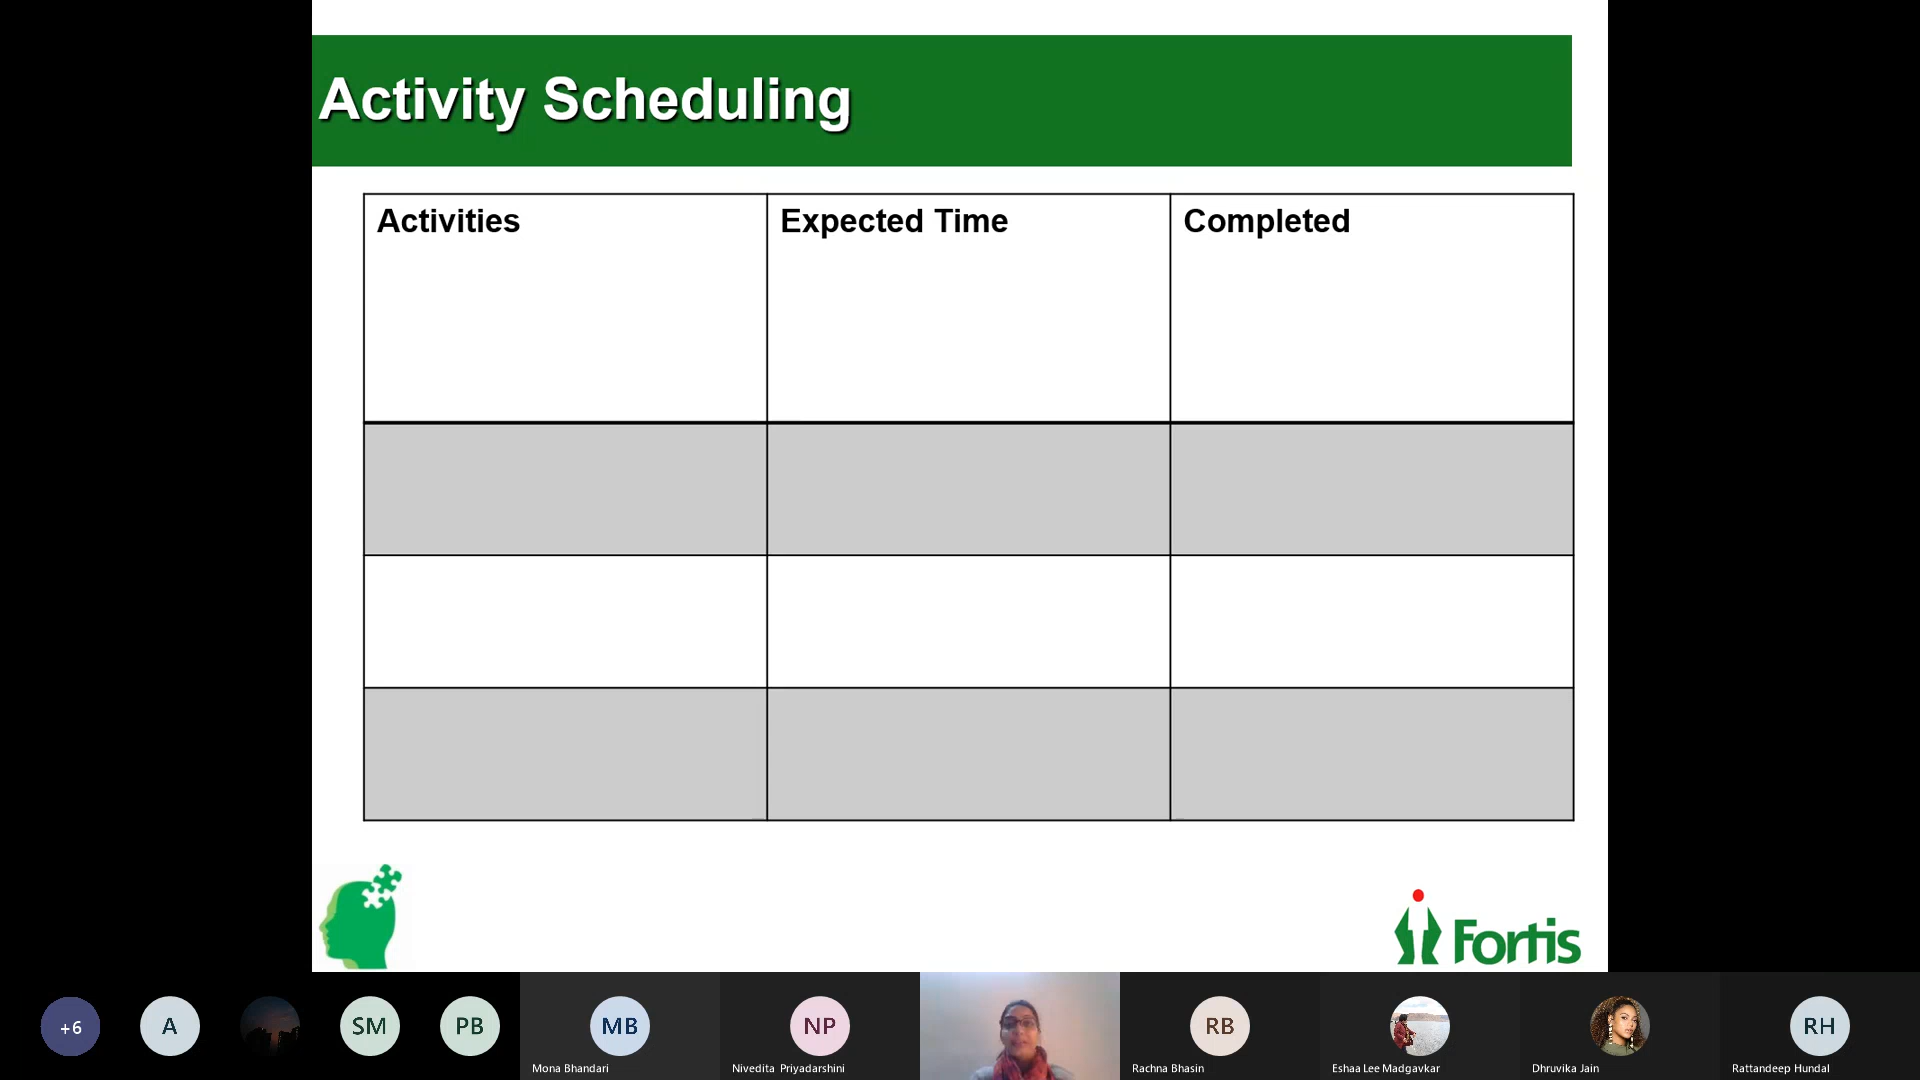 Activity Scheduling
Activities Expected Time Completed
Fortis
+6 A SM PB MB NP RB RH
Mona Bhandari Nivedita Priyadarshini Rachna Bhasin Eshaa Lee Madgavkar Dhruvika Jain Rattandeep Hundal